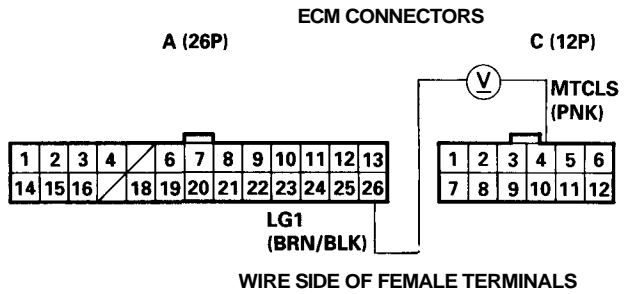 ECM CONNECTORS
A (26P)
C (12P)
V
MTCLS
(PNK)
1 2 3 4 6 7 8 9 10 11 12 13
14 15 16 18 19 20 21 22 23 24 25 26
1 2 3 4 5 6
7 8 9 10 11 12
LG1
(BRN/BLK)
WIRE SIDE OF FEMALE TERMINALS